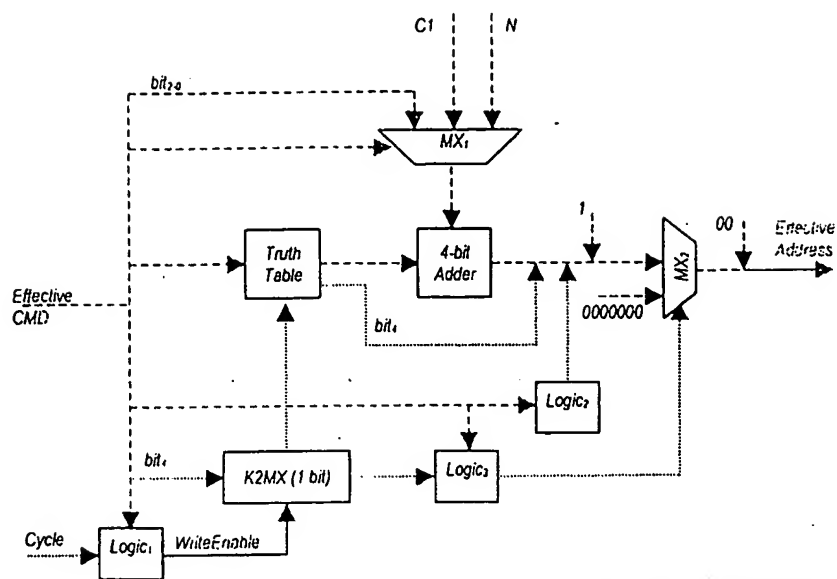 C1 N
bit₂₋₀
MX₁
1
00
Effective
Address
Truth
Table
4-bit
Adder
MX₂
Effective
CMD
0000000
bit₄
Logic₂
bit₄
K2MX (1 bit)
Logic₃
Cycle
Logic₁
WriteEnable